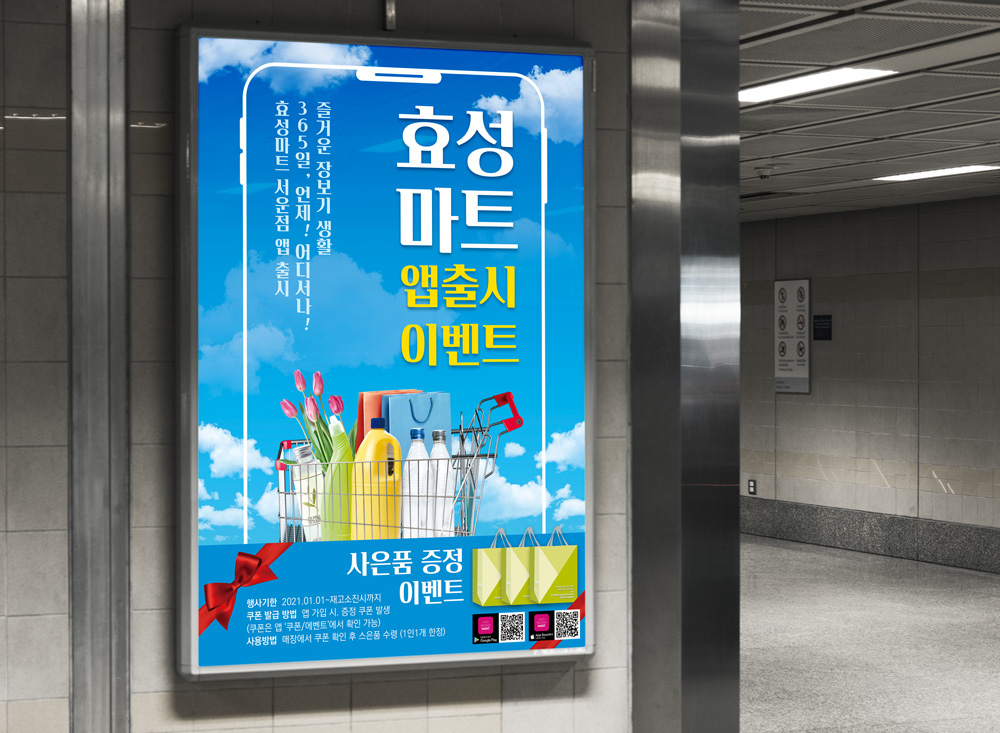 효성
마트
앱출시
이벤트
즐거운 장보기 생활
365일, 언제! 어디서나!
효성마트 서운점 앱 출시
사은품 증정
이벤트
행사기한 2021.01.01~재고소진시까지
쿠폰 발급 방법 앱 가입 시. 증정 쿠폰 발생
(쿠폰은 앱 '쿠폰/에벤트'에서 확인 가능)
사용방법 매장에서 쿠폰 확인 후 스은품 수령 (1인1개 한정)
Google Play